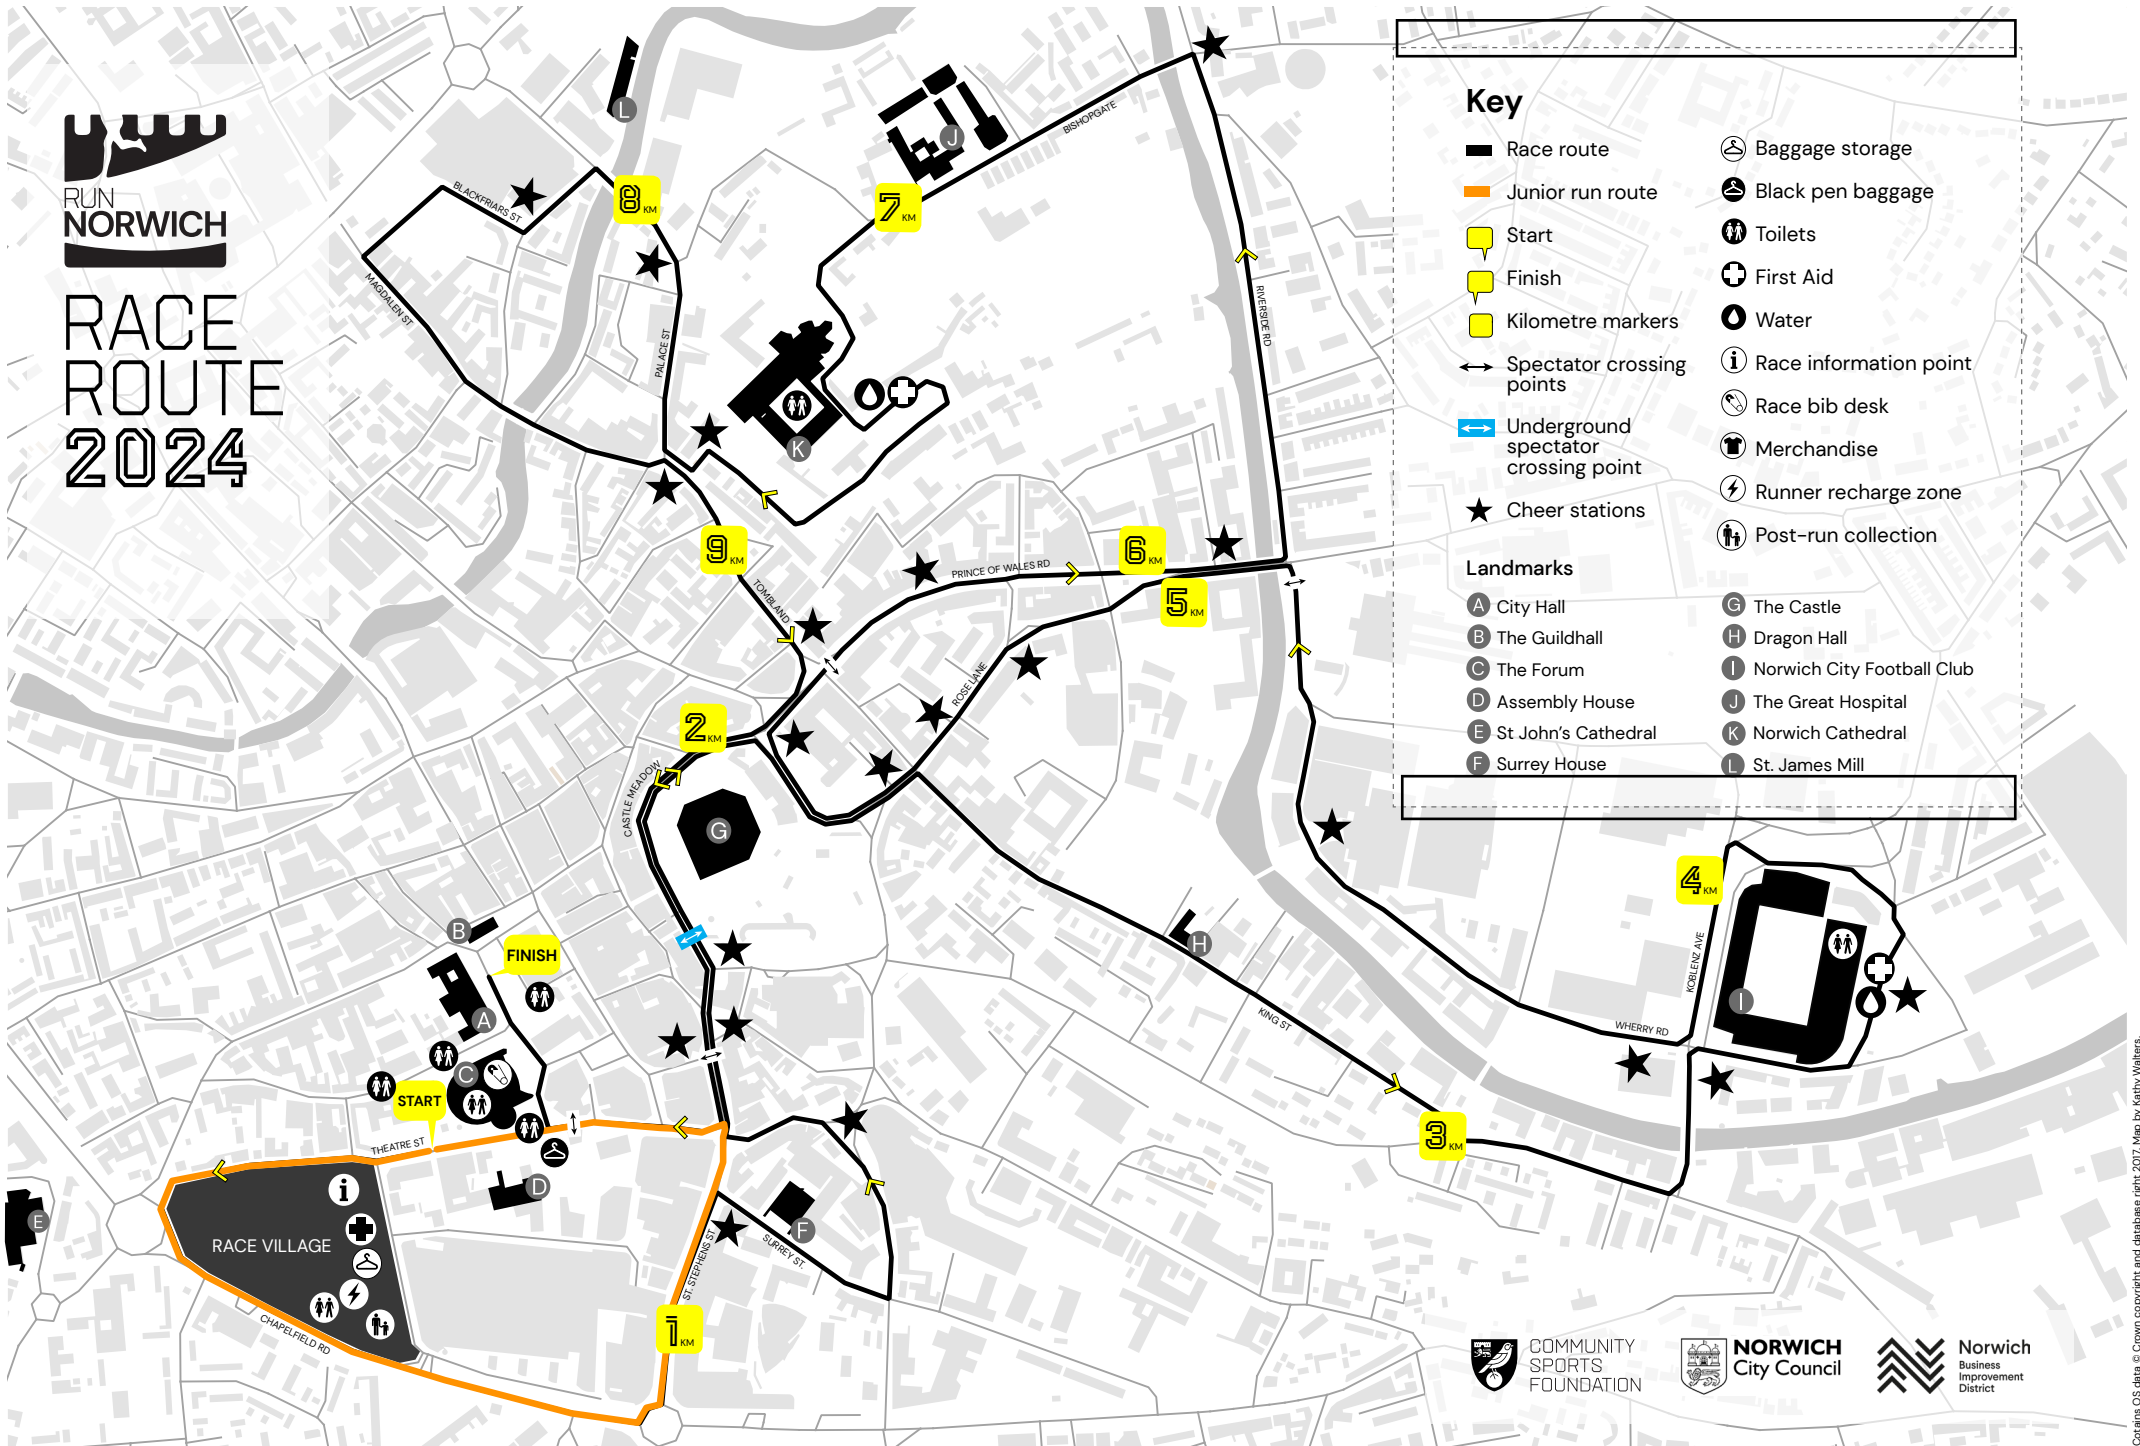 RUN
NORWICH
RACE
ROUTE
2024
Key
Race route
Junior run route
Start
Finish
Kilometre markers
Spectator crossing
points
Underground
spectator
crossing point
Cheer stations
Baggage storage
Black pen baggage
Toilets
First Aid
Water
i Race information point
Race bib desk
Merchandise
Runner recharge zone
Post-run collection
Landmarks
A City Hall
B The Guildhall
C The Forum
D Assembly House
E St John's Cathedral
F Surrey House
G The Castle
H Dragon Hall
I Norwich City Football Club
J The Great Hospital
K Norwich Cathedral
L St. James Mill
L
J
BISHOPGATE
BLACKFRIARS ST
8 KM
7 KM
MAGDALEN ST
PALACE ST
RIVERSIDE RD
K
9 KM
6 KM
PRINCE OF WALES RD
5 KM
TOMBLAND
ROSE LANE
2 KM
CASTLE MEADOW
G
4 KM
B
FINISH
H
KOBLENZ AVE
I
A
KING ST
WHERRY RD
C
START
3 KM
THEATRE ST
D
E
i
RACE VILLAGE
F
SURREY ST.
ST. STEPHENS ST
1 KM
CHAPELFIELD RD
COMMUNITY
SPORTS
FOUNDATION
NORWICH
City Council
Norwich
Business
Improvement
District
Cotains OS data © Crown copyright and database right 2017. Map by Kathy Walters.